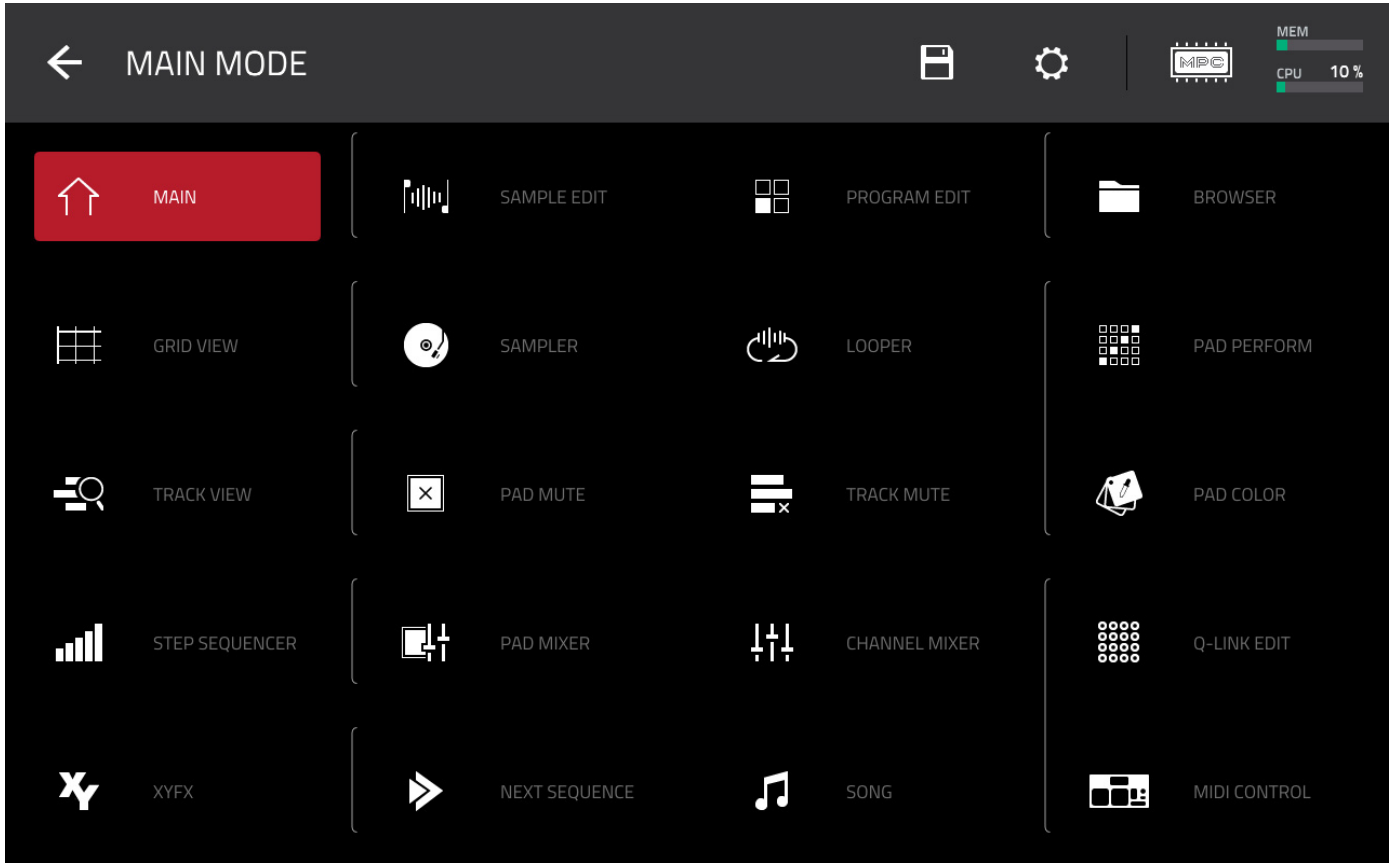 MAIN MODE
MPC
MEM
CPU 10 %
MAIN
SAMPLE EDIT
PROGRAM EDIT
BROWSER
GRID VIEW
SAMPLER
LOOPER
PAD PERFORM
TRACK VIEW
PAD MUTE
TRACK MUTE
PAD COLOR
STEP SEQUENCER
PAD MIXER
CHANNEL MIXER
Q-LINK EDIT
XY
XYFX
NEXT SEQUENCE
SONG
MIDI CONTROL